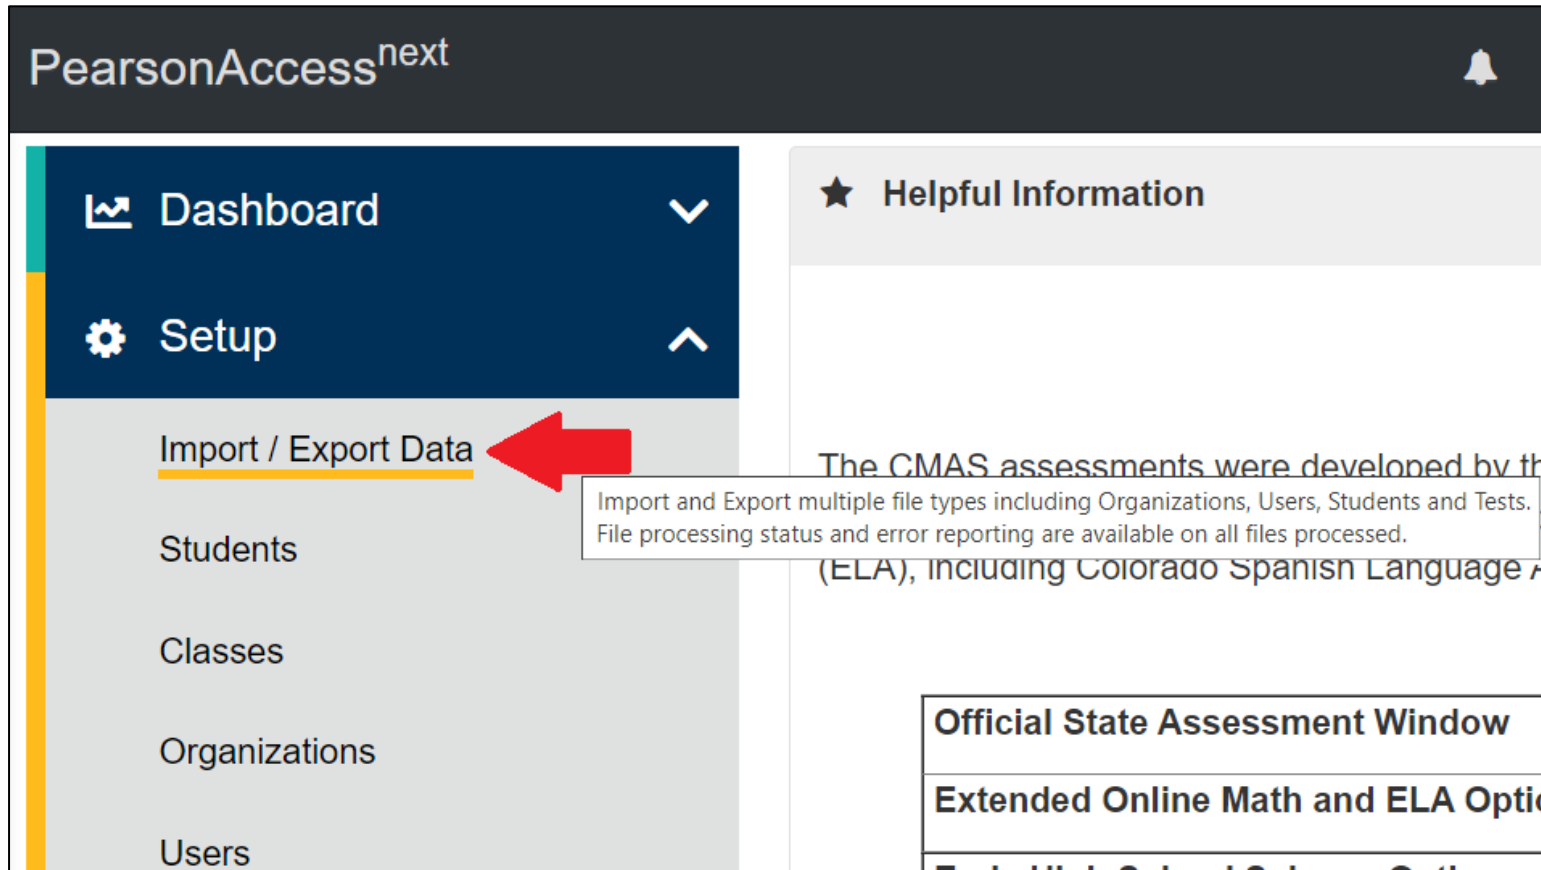 PearsonAccessnext
Dashboard
Setup
Import / Export Data
Students
Classes
Organizations
Users
Helpful Information
The CMAS assessments were developed by
Import and Export multiple file types including Organizations, Users, Students and Tests.
File processing status and error reporting are available on all files processed.
(ELA), including Colorado Spanish Language
Official State Assessment Window
Extended Online Math and ELA